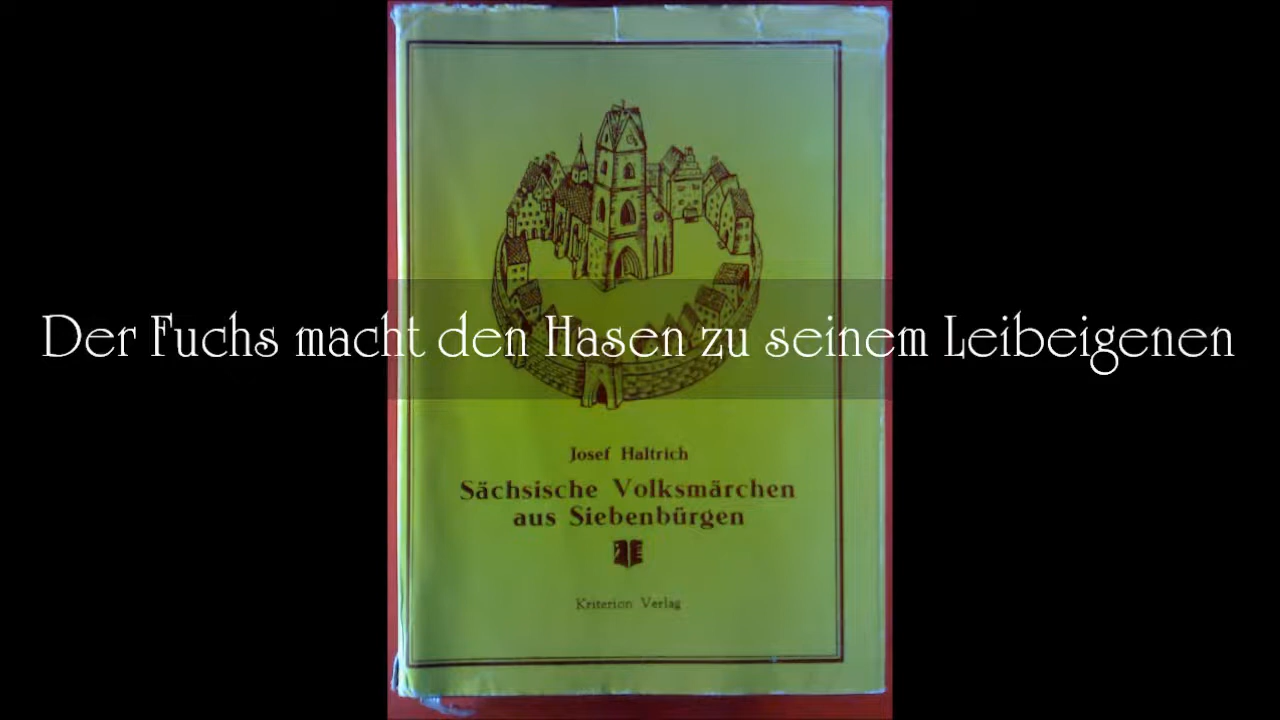 Der Fuchs macht den Hasen zu seinem Leibeigenen
Josef Haltrich
Sächsische Volksmärchen
aus Siebenbürgen
Kriterion Verlag